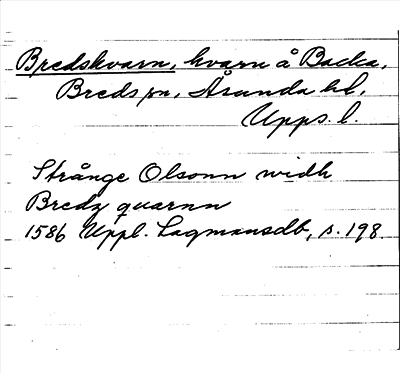 Bredskvarn, kvarn å Backa,
Breds sn, Åsunda hd,
Upps. l.
Strånge Olsonn widh
Bredz quarnn
1586 Uppl. Lagmansdb, s. 198.